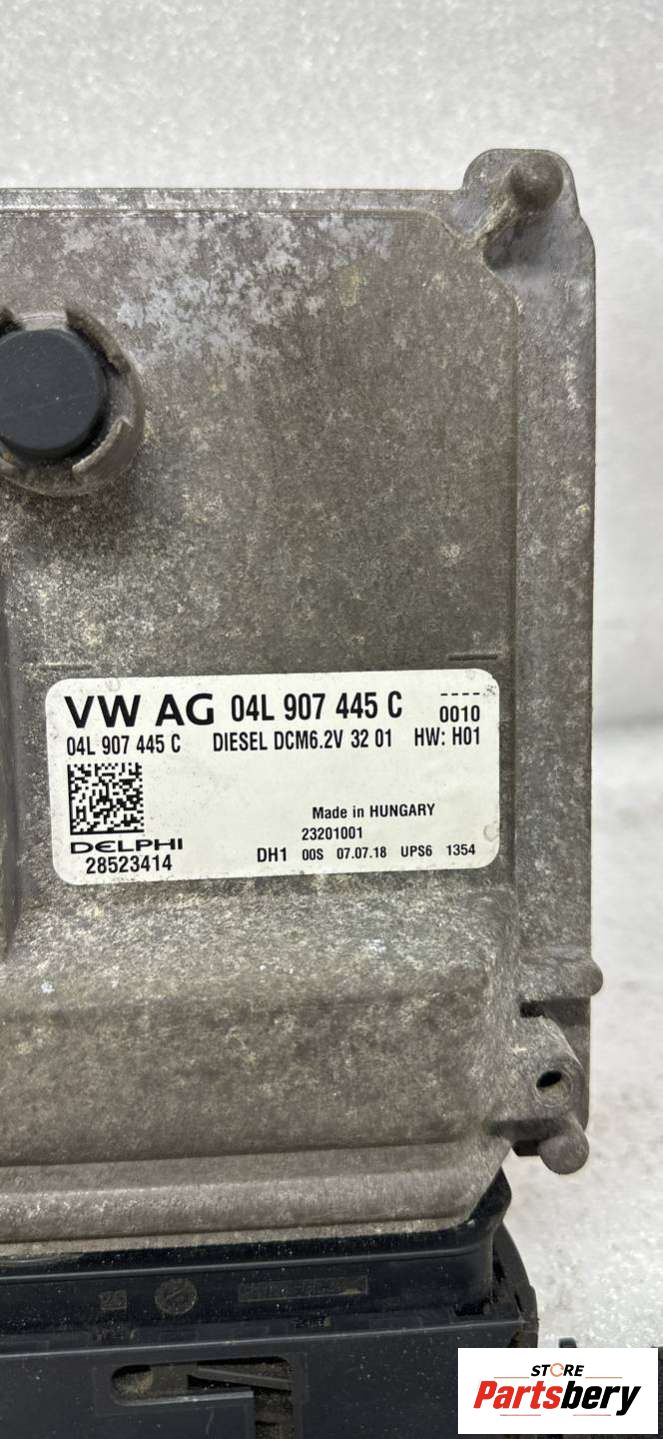 VW AG 04L 907 445 C ----
0010
04L 907 445 C DIESEL DCM6.2V 32 01 HW: H01
Made in HUNGARY
23201001
DELPHI
28523414
DH1 00S 07.07.18 UPS6 1354
STORE
Partsbery